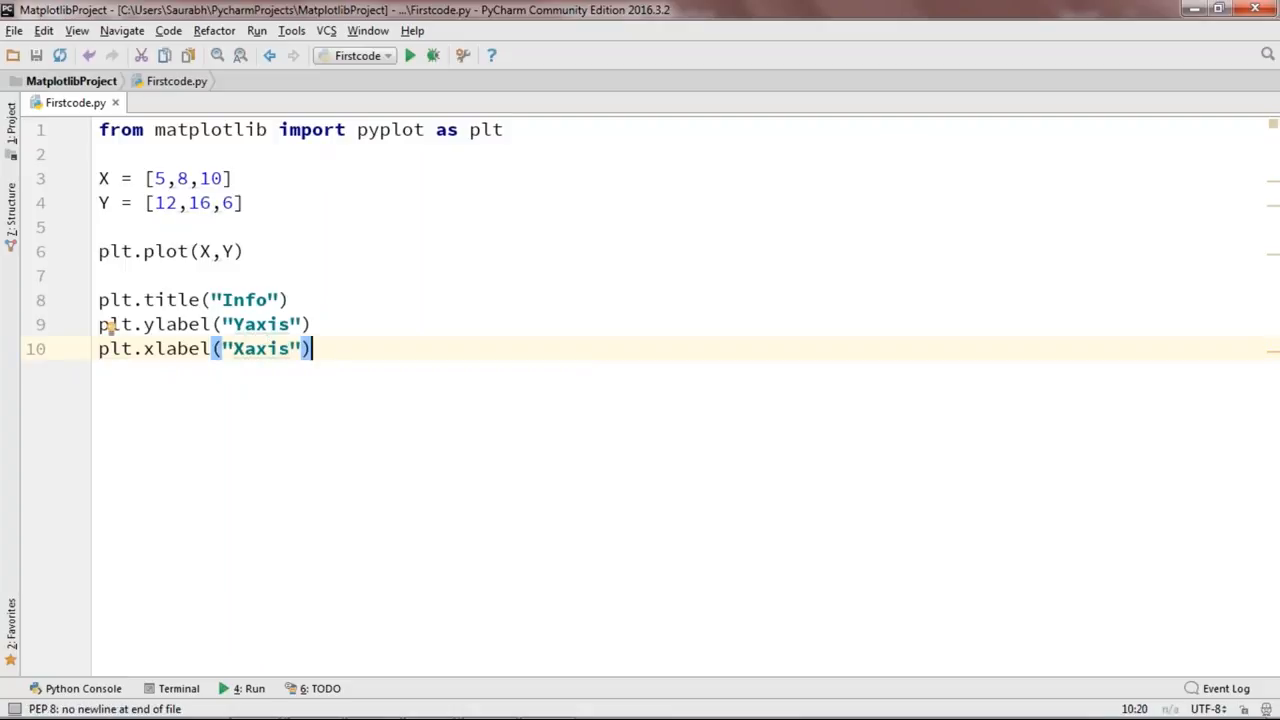 MatplotlibProject - [C:\Users\Saurabh\PycharmProjects\MatplotlibProject] - ...\Firstcode.py - PyCharm Community Edition 2016.3.2
File Edit View Navigate Code Refactor Run Tools VCS Window Help
Firstcode
MatplotlibProject Firstcode.py
Firstcode.py
1: Project
Z: Structure
2: Favorites
1 from matplotlib import pyplot as plt
2
3 X = [5,8,10]
4 Y = [12,16,6]
5
6 plt.plot(X,Y)
7
8 plt.title("Info")
9 plt.ylabel("Yaxis")
10 plt.xlabel("Xaxis")
Python Console Terminal 4: Run 6: TODO Event Log
PEP 8: no newline at end of file 10:20 n/a UTF-8